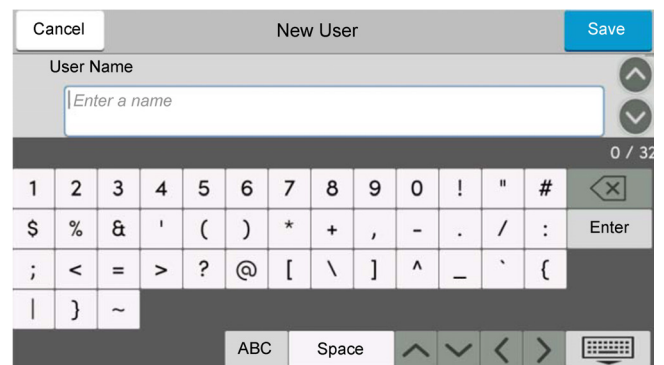 Cancel New User Save
User Name
Enter a name
0 / 32
1 2 3 4 5 6 7 8 9 0 ! " #
$ % & ' ( ) * + , - . / : Enter
; < = > ? @ [ \ ] ^ _ ` {
| } ~
ABC Space